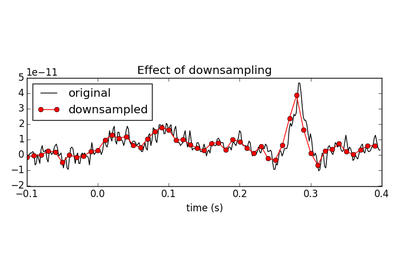 Effect of downsampling
1e−11
5
4
3
2
1
0
−1
−2
original
downsampled
−0.1 0.0 0.1 0.2 0.3 0.4
time (s)